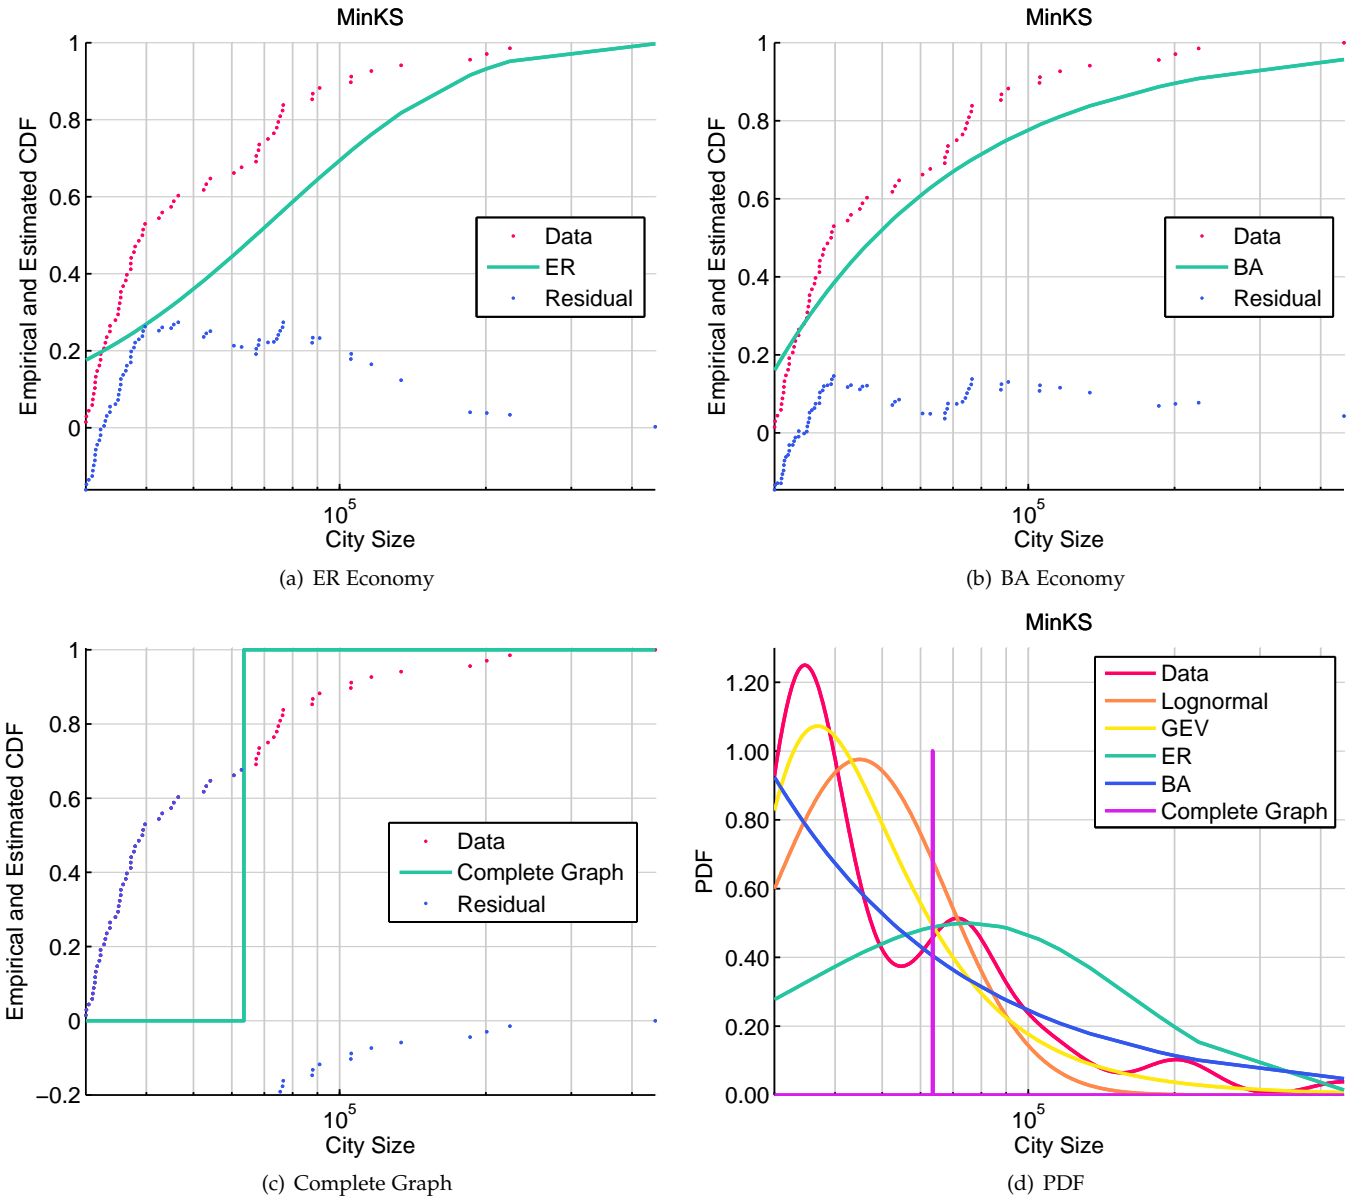 MinKS
Empirical and Estimated CDF
1
0.8
0.6
0.4
0.2
0
Data
ER
Residual
10^5
City Size
(a) ER Economy
MinKS
Empirical and Estimated CDF
1
0.8
0.6
0.4
0.2
0
Data
BA
Residual
10^5
City Size
(b) BA Economy
Empirical and Estimated CDF
1
0.8
0.6
0.4
0.2
0
−0.2
Data
Complete Graph
Residual
10^5
City Size
(c) Complete Graph
MinKS
PDF
1.20
1.00
0.80
0.60
0.40
0.20
0.00
Data
Lognormal
GEV
ER
BA
Complete Graph
10^5
City Size
(d) PDF